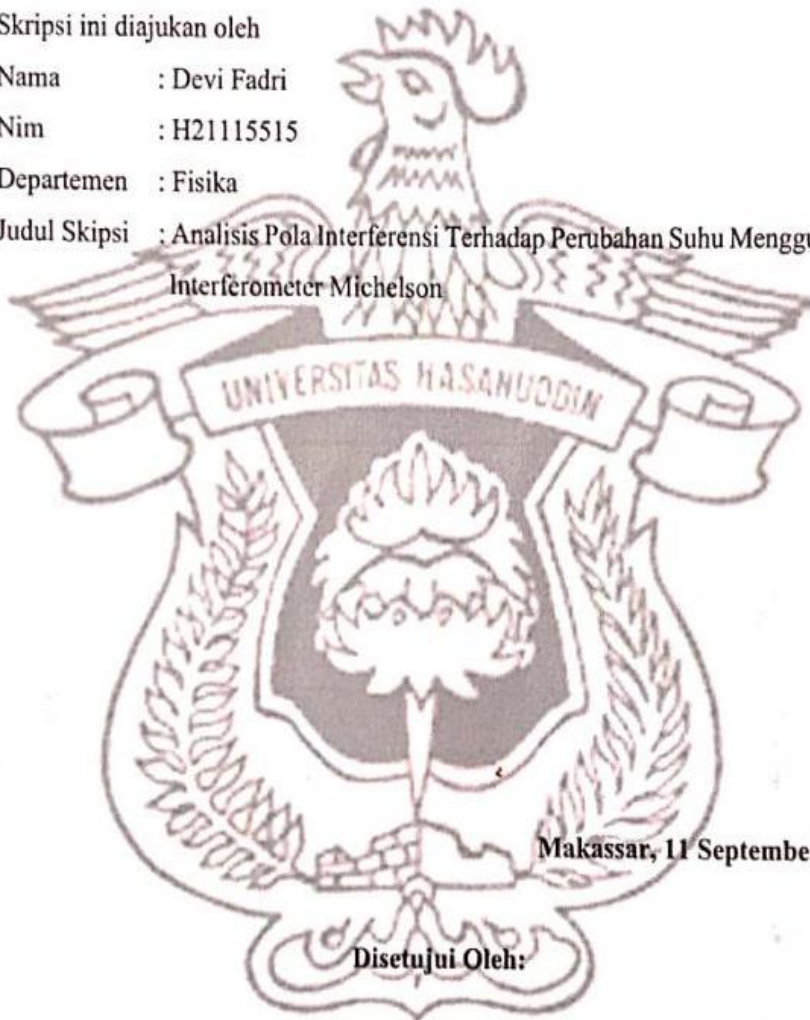 Skripsi ini diajukan oleh
Nama : Devi Fadri
Nim : H21115515
Departemen : Fisika
Judul Skipsi : Analisis Pola Interferensi Terhadap Perubahan Suhu Menggu
Interferometer Michelson
UNIVERSITAS HASANUDDIN
Makassar, 11 Septembe
Disetujui Oleh: